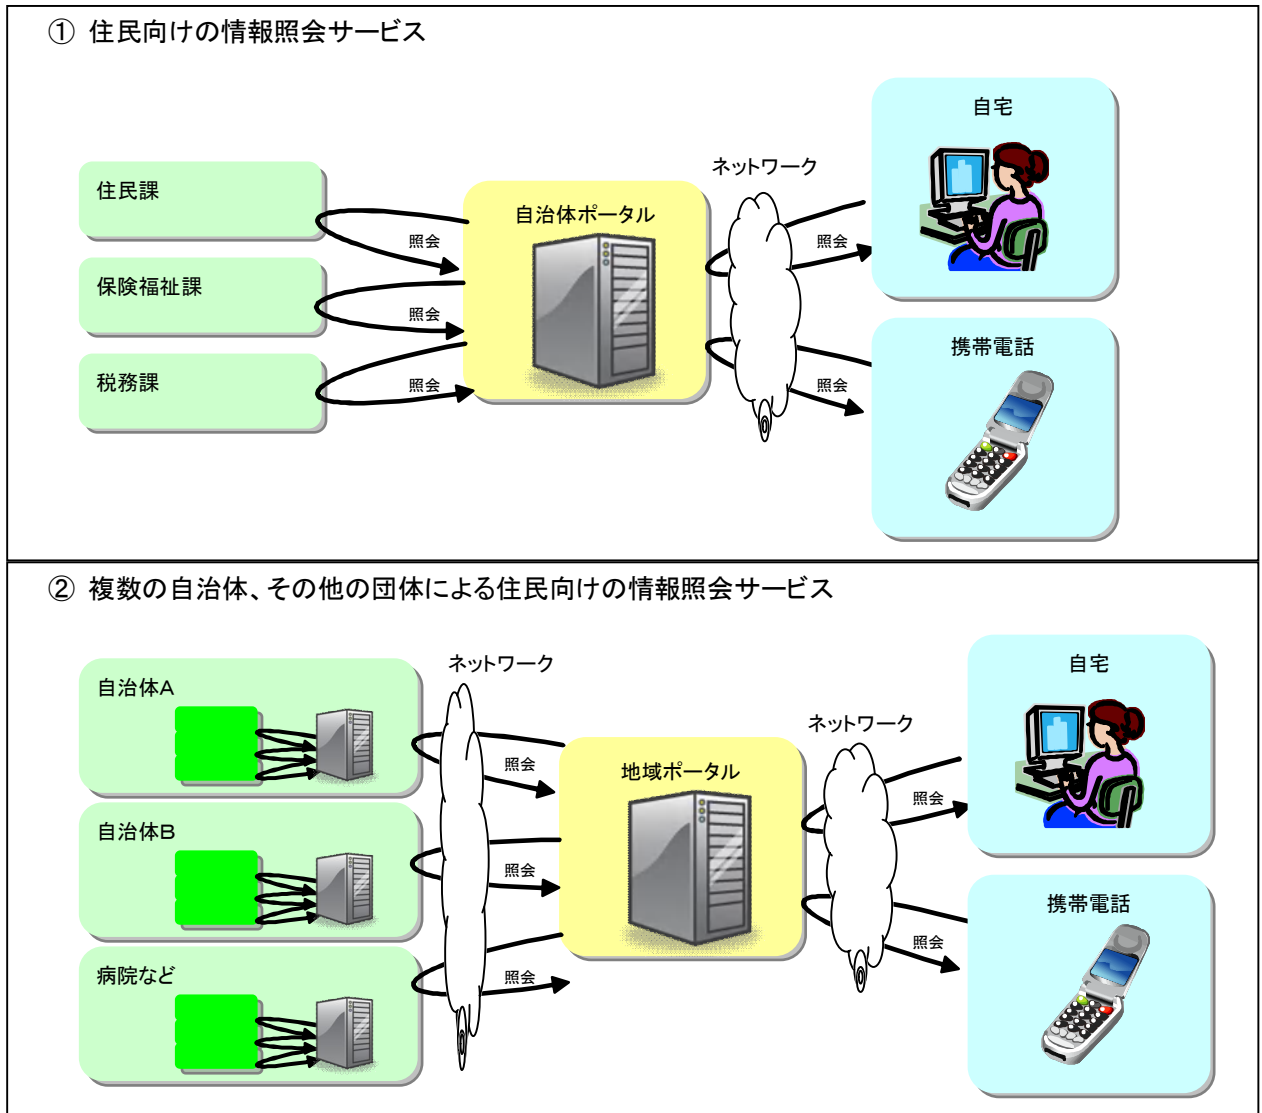 ① 住民向けの情報照会サービス
自宅
ネットワーク
住民課
自治体ポータル
照会
照会
保険福祉課
照会
携帯電話
税務課
照会
照会
② 複数の自治体、その他の団体による住民向けの情報照会サービス
自宅
ネットワーク
自治体A
ネットワーク
照会
地域ポータル
照会
自治体B
照会
携帯電話
照会
病院など
照会